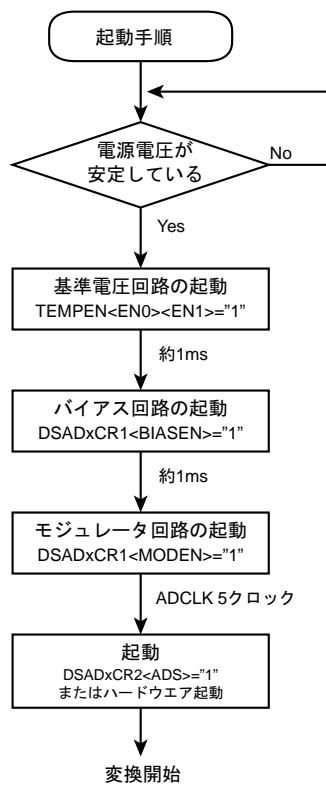 起動手順
電源電圧が
安定している
No
Yes
基準電圧回路の起動
TEMPEN<EN0><EN1>="1"
約1ms
バイアス回路の起動
DSADxCR1<BIASEN>="1"
約1ms
モジュレータ回路の起動
DSADxCR1<MODEN>="1"
ADCLK 5クロック
起動
DSADxCR2<ADS>="1"
またはハードウエア起動
変換開始